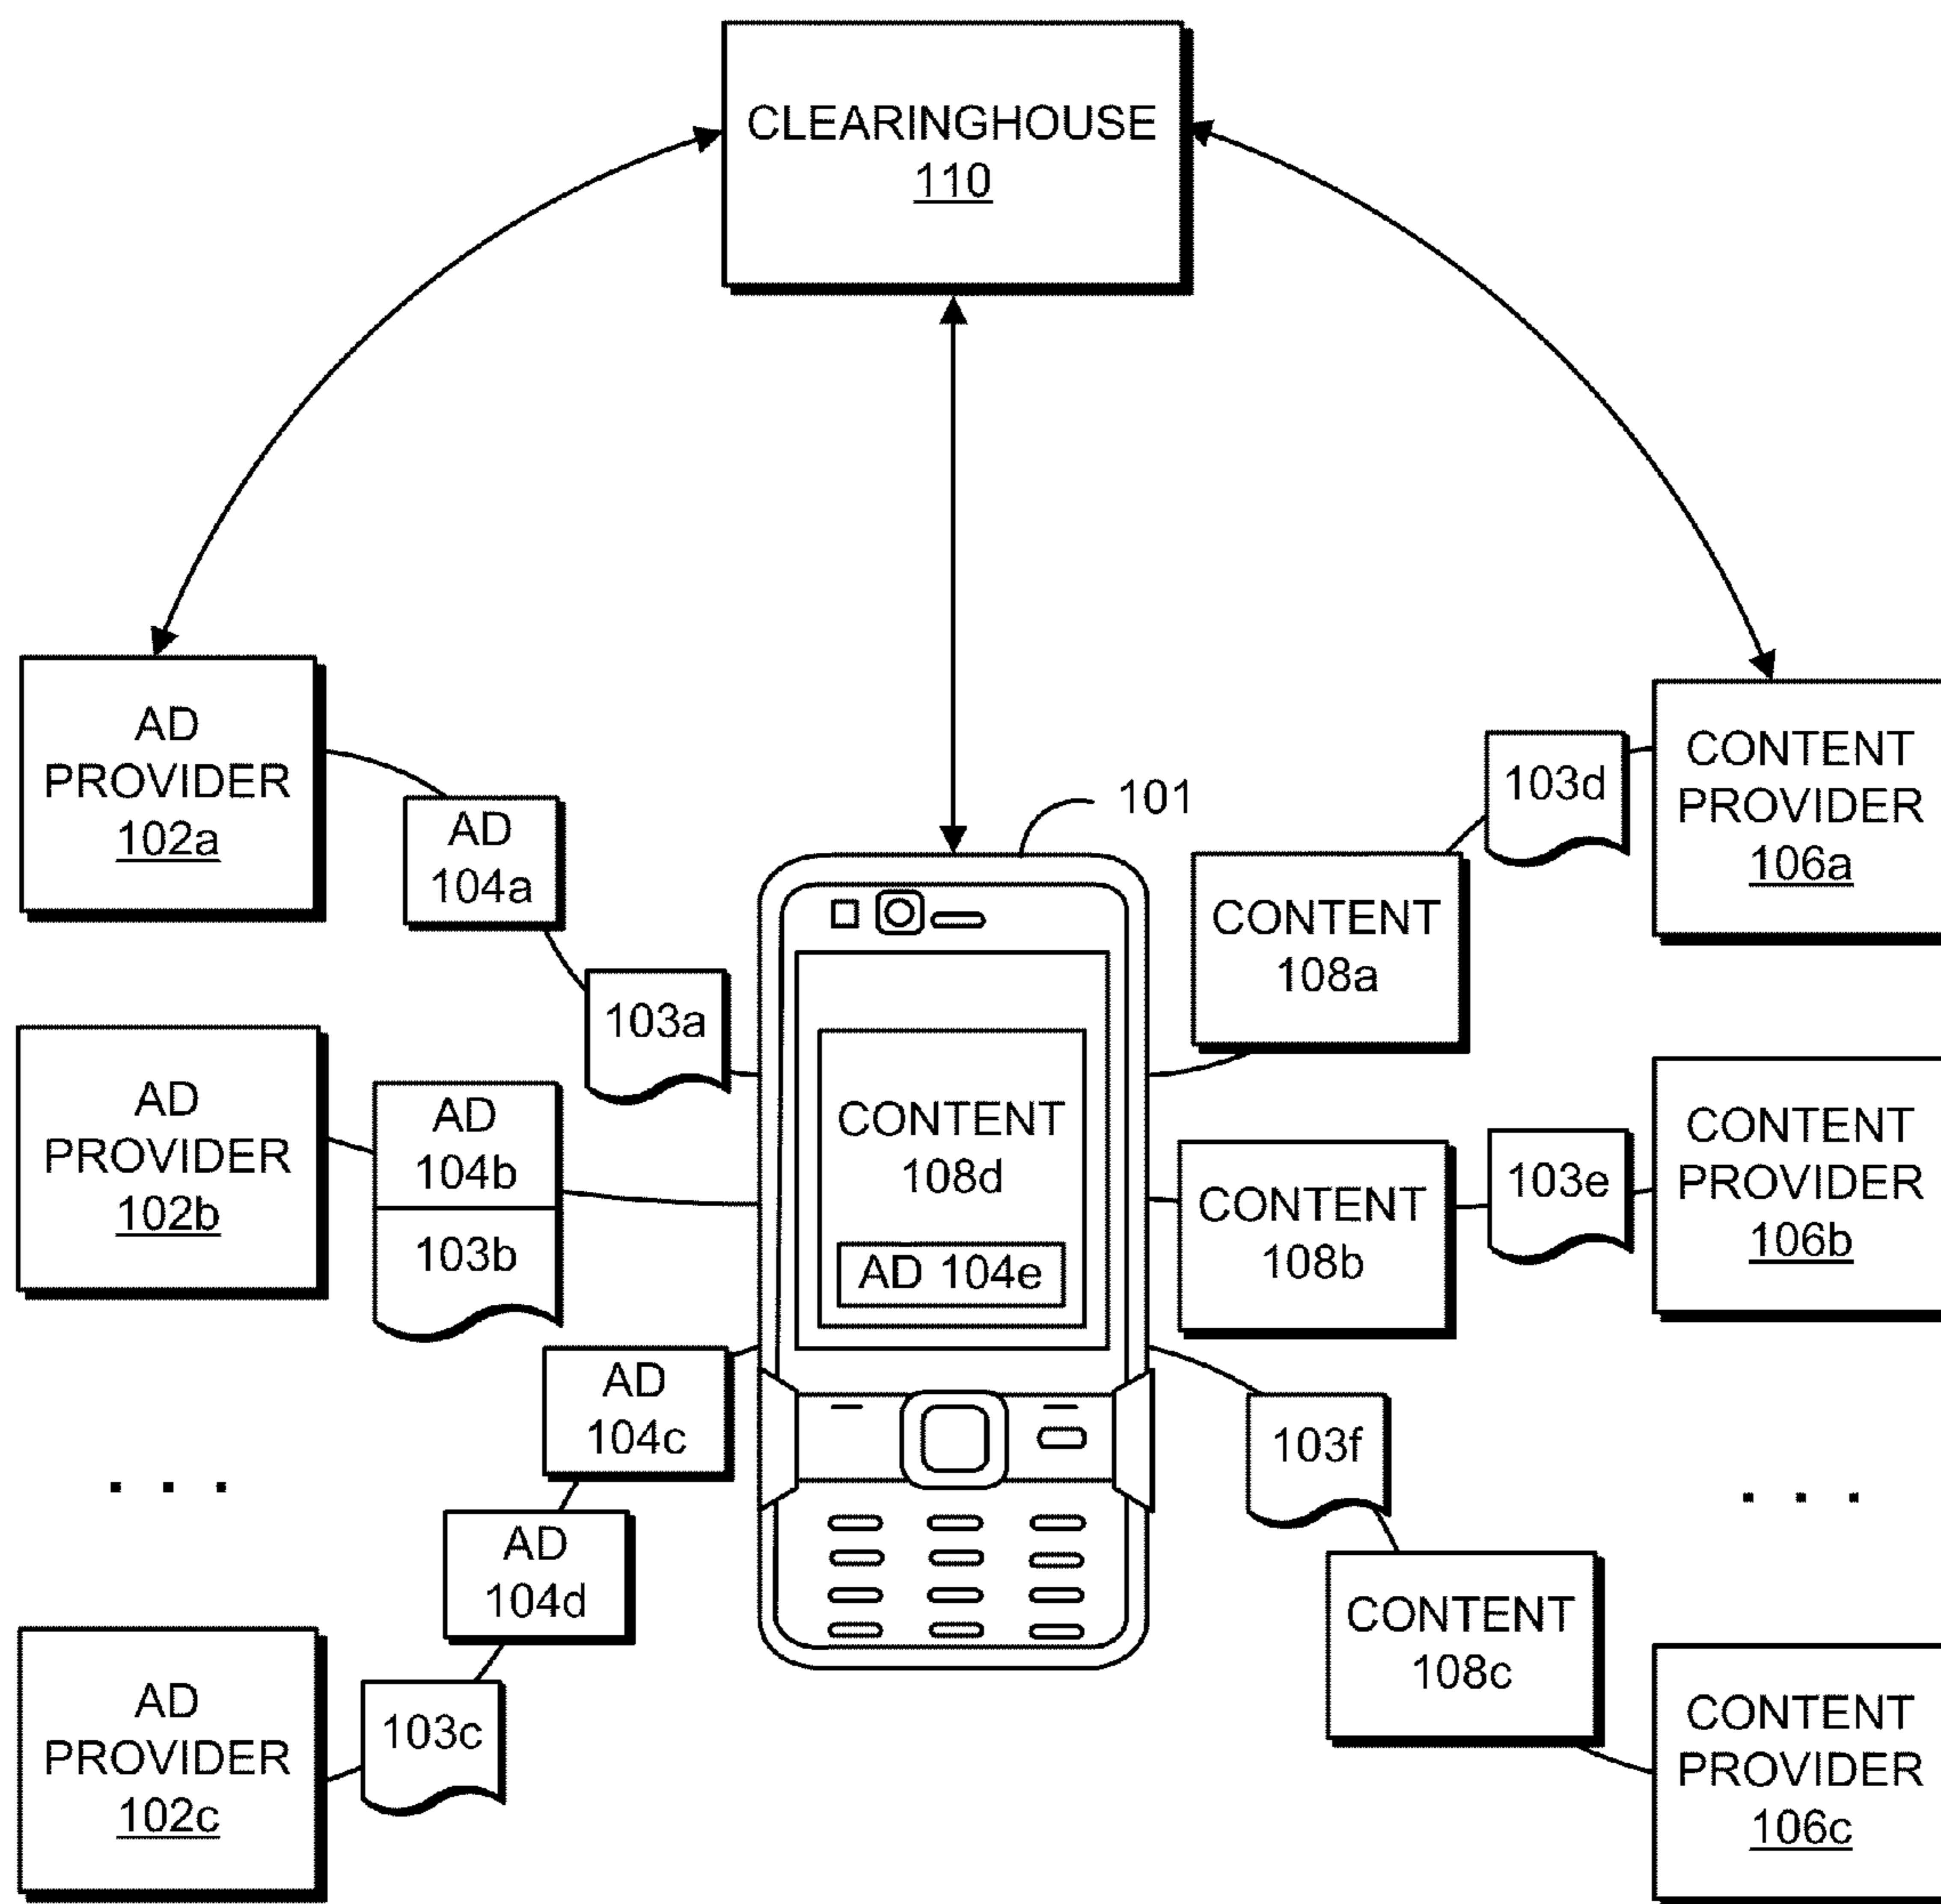 CLEARINGHOUSE
110
AD
PROVIDER
102a
AD
104a
103a
101
103d
CONTENT
PROVIDER
106a
CONTENT
108a
AD
PROVIDER
102b
AD
104b
103b
CONTENT
108d
AD 104e
CONTENT
108b
103e
CONTENT
PROVIDER
106b
. . .
AD
104c
AD
104d
103c
AD
PROVIDER
102c
103f
. . .
CONTENT
108c
CONTENT
PROVIDER
106c